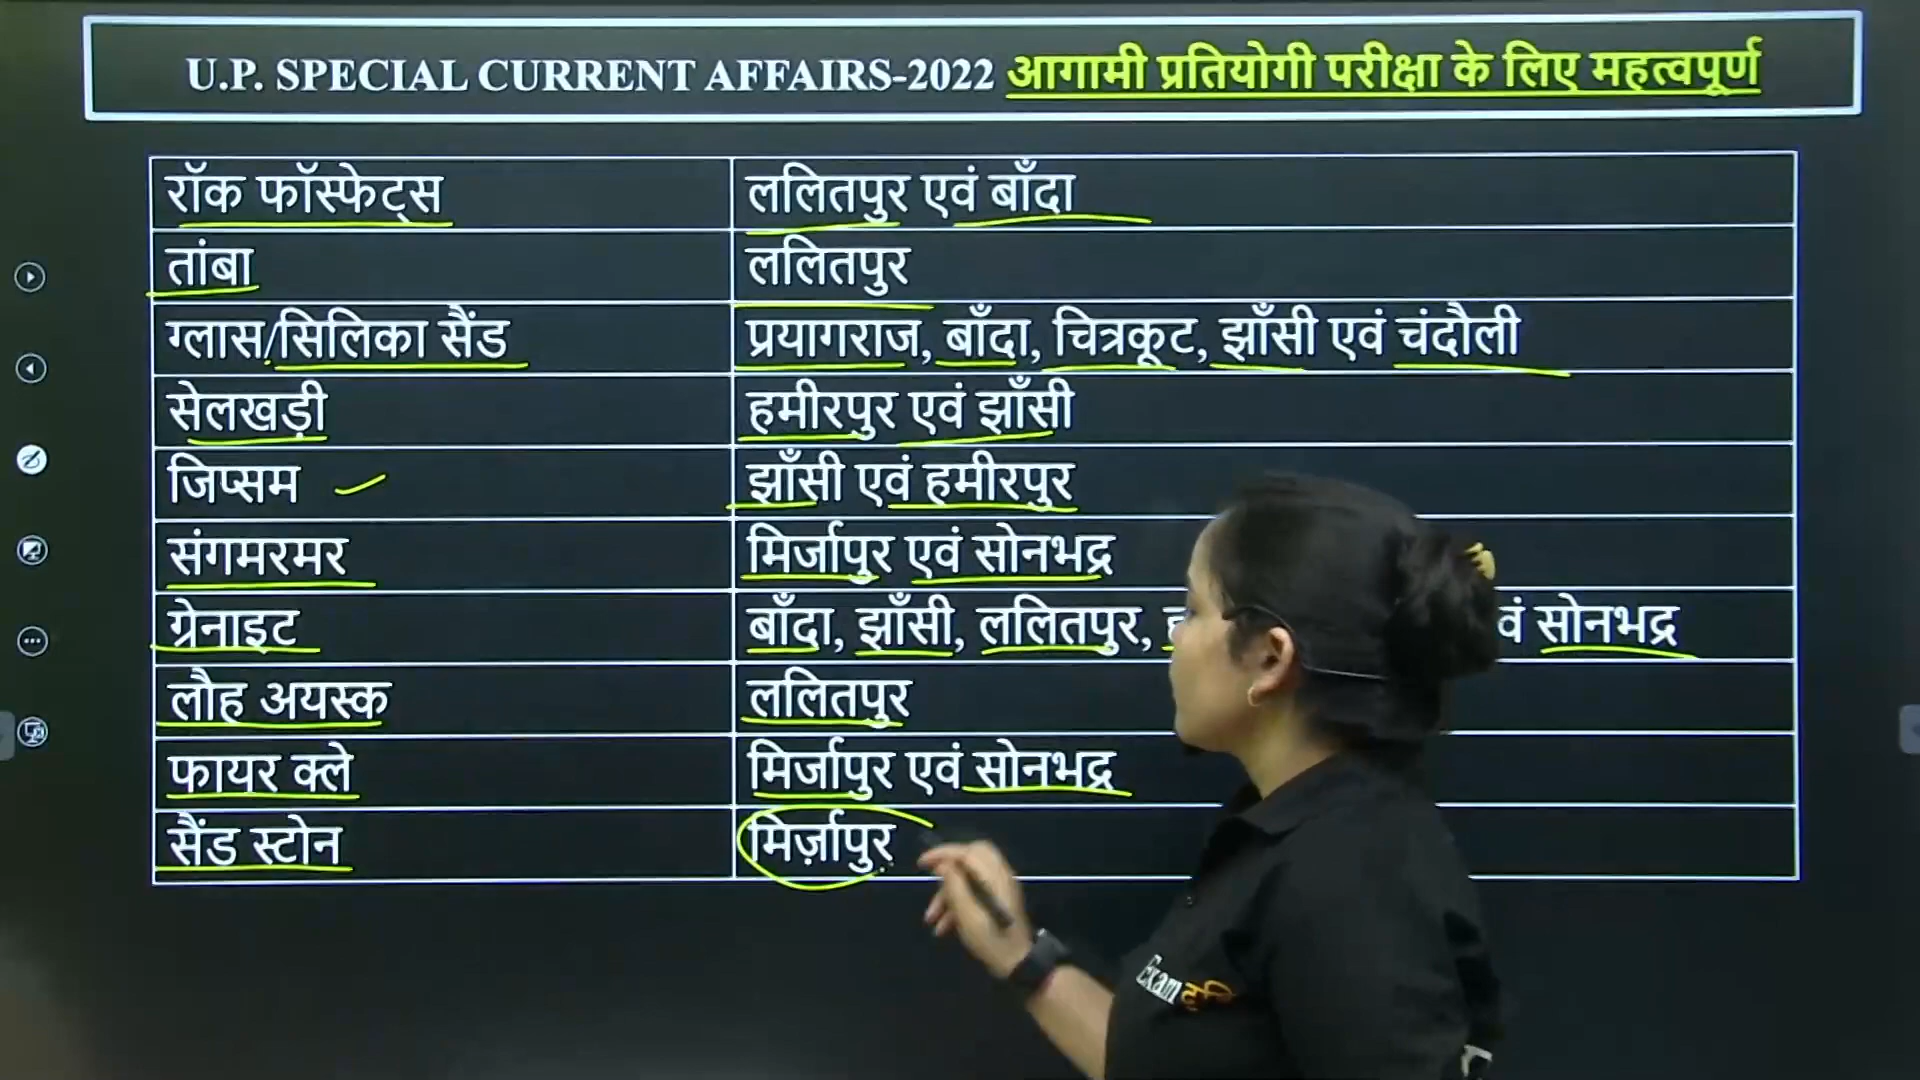 U.P. SPECIAL CURRENT AFFAIRS-2022 आगामी प्रतियोगी परीक्षा के लिए महत्वपूर्ण
रॉक फॉस्फेट्स ललितपुर एवं बाँदा
तांबा ललितपुर
ग्लास/सिलिका सैंड प्रयागराज, बाँदा, चित्रकूट, झाँसी एवं चंदौली
सेलखड़ी हमीरपुर एवं झाँसी
जिप्सम झाँसी एवं हमीरपुर
संगमरमर मिर्जापुर एवं सोनभद्र
ग्रेनाइट बाँदा, झाँसी, ललितपुर, सोनभद्र
लौह अयस्क ललितपुर
फायर क्ले मिर्जापुर एवं सोनभद्र
सैंड स्टोन मिर्ज़ापुर
Exam